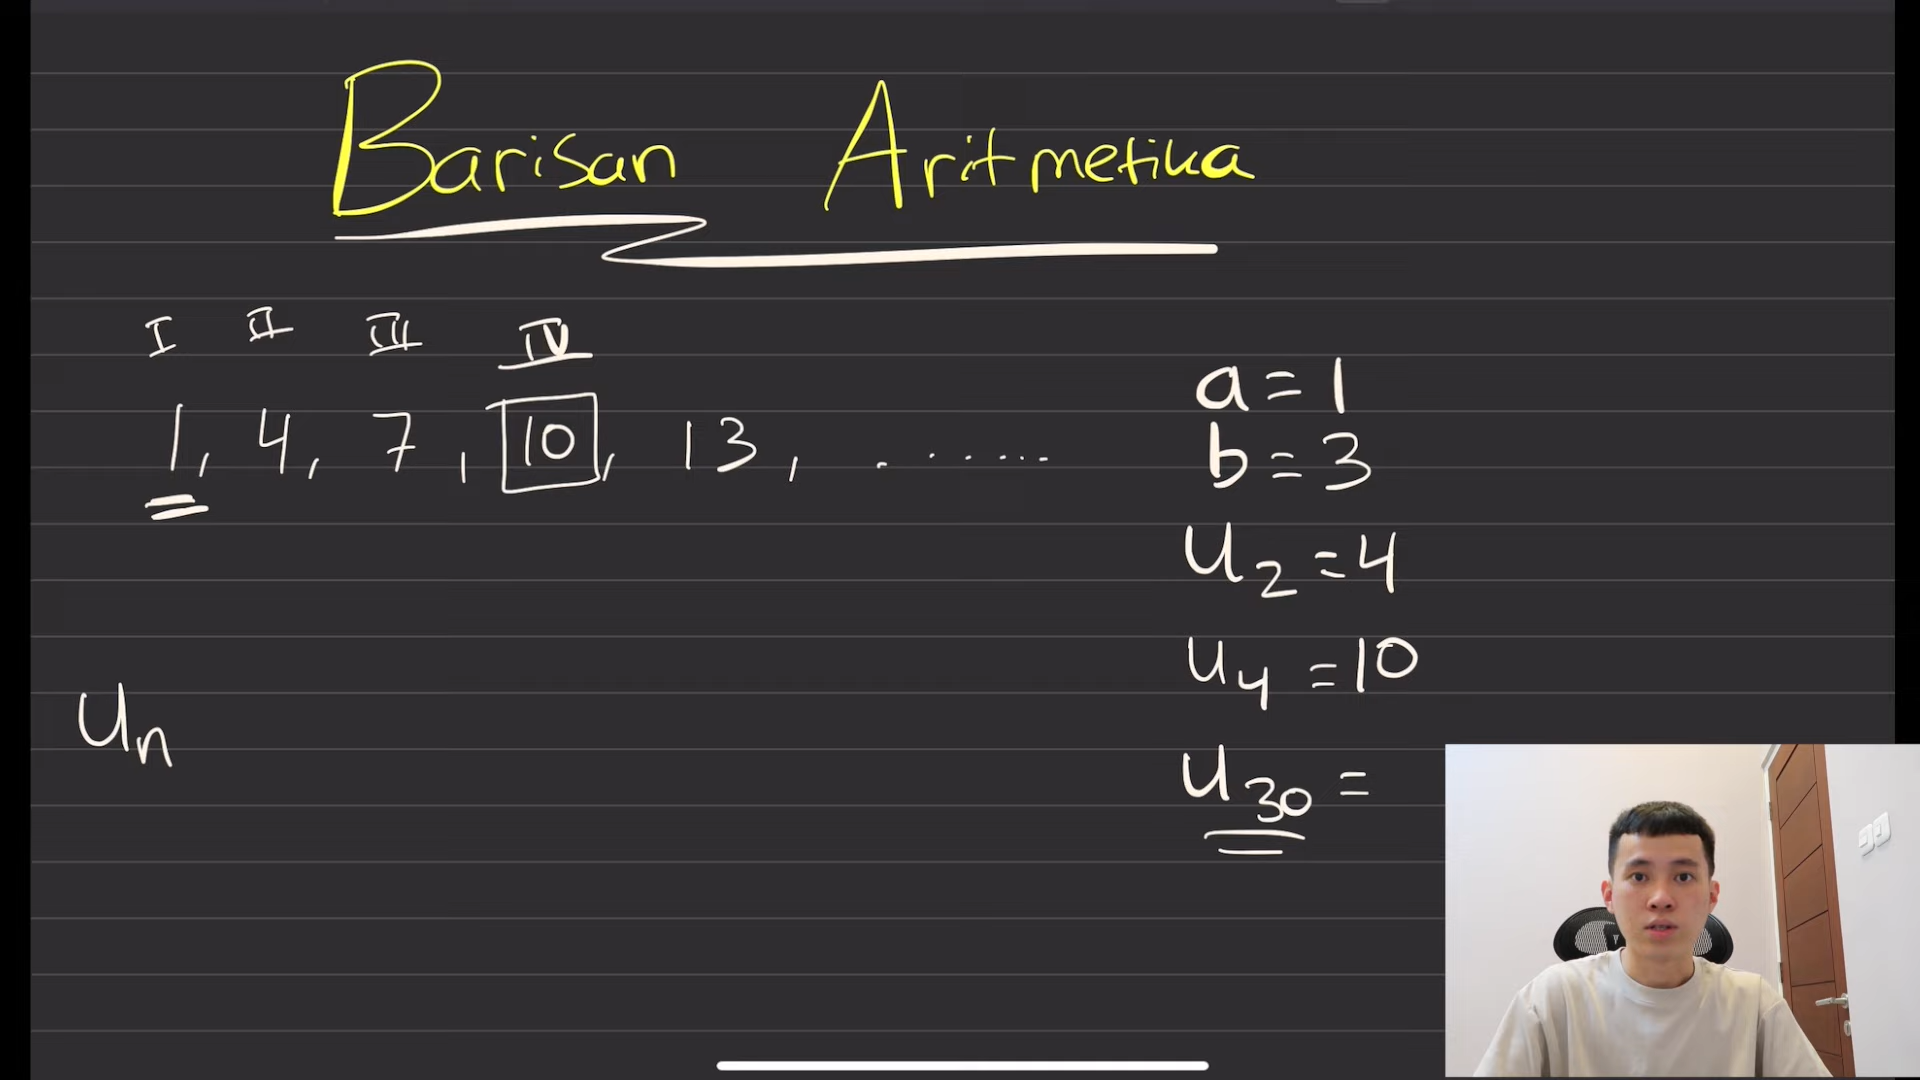 Barisan Aritmetika
I II III IV
1, 4, 7, 10, 13, .......
a = 1
b = 3
U2 = 4
U4 = 10
Un
U30 =